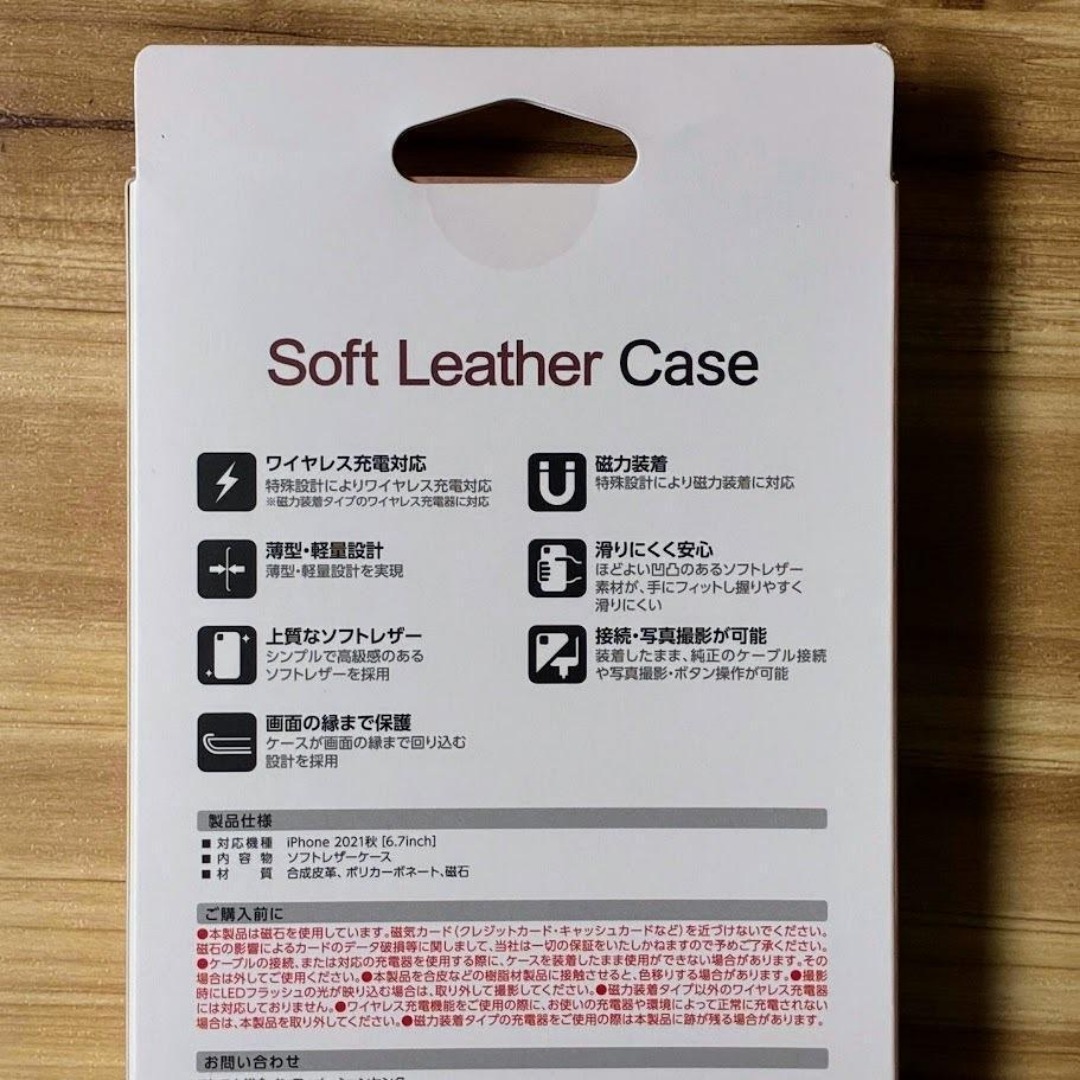 Soft Leather Case
ワイヤレス充電対応
特殊設計によりワイヤレス充電対応
※磁力装着タイプのワイヤレス充電器に対応
磁力装着
特殊設計により磁力装着に対応
薄型・軽量設計
薄型・軽量設計を実現
滑りにくく安心
ほどよい凹凸のあるソフトレザー
素材が、手にフィットし握りやすく
滑りにくい
上質なソフトレザー
シンプルで高級感のある
ソフトレザーを採用
接続・写真撮影が可能
装着したまま、純正のケーブル接続
や写真撮影・ボタン操作が可能
画面の縁まで保護
ケースが画面の縁まで回り込む
設計を採用
製品仕様
■対応機種 iPhone 2021秋 [6.7inch]
■内容物 ソフトレザーケース
■材質 合成皮革、ポリカーボネート、磁石
ご購入前に
●本製品は磁石を使用しています。磁気カード(クレジットカード・キャッシュカードなど)を近づけないでください。
磁石の影響によるカードのデータ破損等に関しまして、当社は一切の保証をいたしかねますので予めご了承ください。
●ケーブルの接続、または対応の充電器を使用する際に、ケースを装着したまま使用ができない場合があります。その
場合は外してご使用ください。●本製品を合皮などの樹脂材製品に接触させると、色移りする場合があります。●撮影
時にLEDフラッシュの光が映り込む場合は、取り外して撮影してください。●磁力装着タイプ以外のワイヤレス充電器
には対応しておりません。●ワイヤレス充電機能をご使用の際に、お使いの充電器や環境によって正常に充電されない
場合は、本製品を取り外してください。●磁力装着タイプの充電器をご使用の際は本製品に跡が残る場合があります。
お問い合わせ